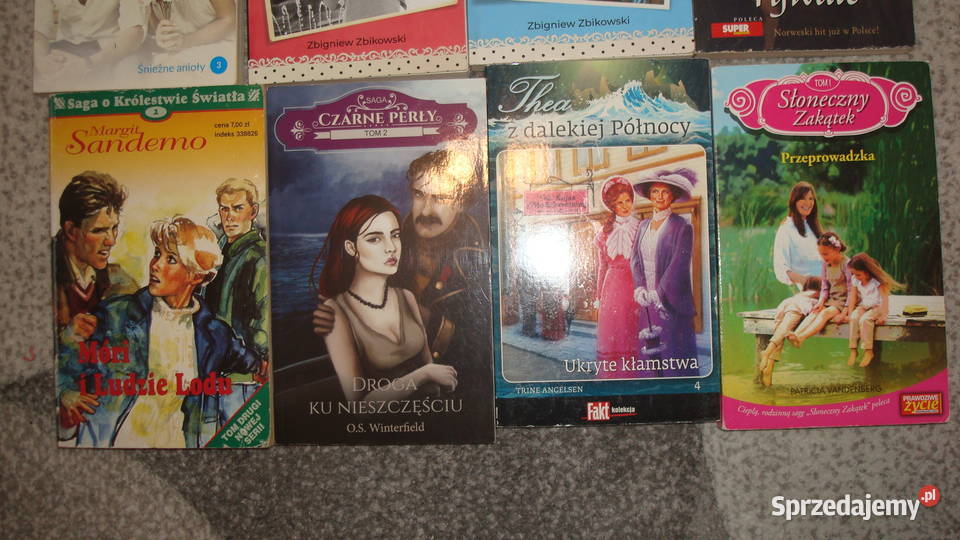 Śnieżne anioły 3
Zbigniew Zbikowski
Zbigniew Zbikowski
POLECA
SUPER
Norweski hit już w Polsce!
Saga o Królestwie Światła
2
Margit
Sandemo
cena 7,00 zł
indeks 338826
Móri
i Ludzie Lodu
TOM DRUGI
NOWEJ
SERII
SAGA
CZARNE PERŁY
TOM 2
DROGA
KU NIESZCZĘŚCIU
O.S. Winterfield
Thea
z dalekiej Północy
Ukryte kłamstwa
TRINE ANGELSEN 4
Fakt kolekcja
TOM 1
Słoneczny
Zakątek
Przeprowadzka
PATRICIA VANDENBERG
Ciepłą, rodzinną sagę „Słoneczny Zakątek" poleca
PRAWDZIWE
życie
Sprzedajemy.pl